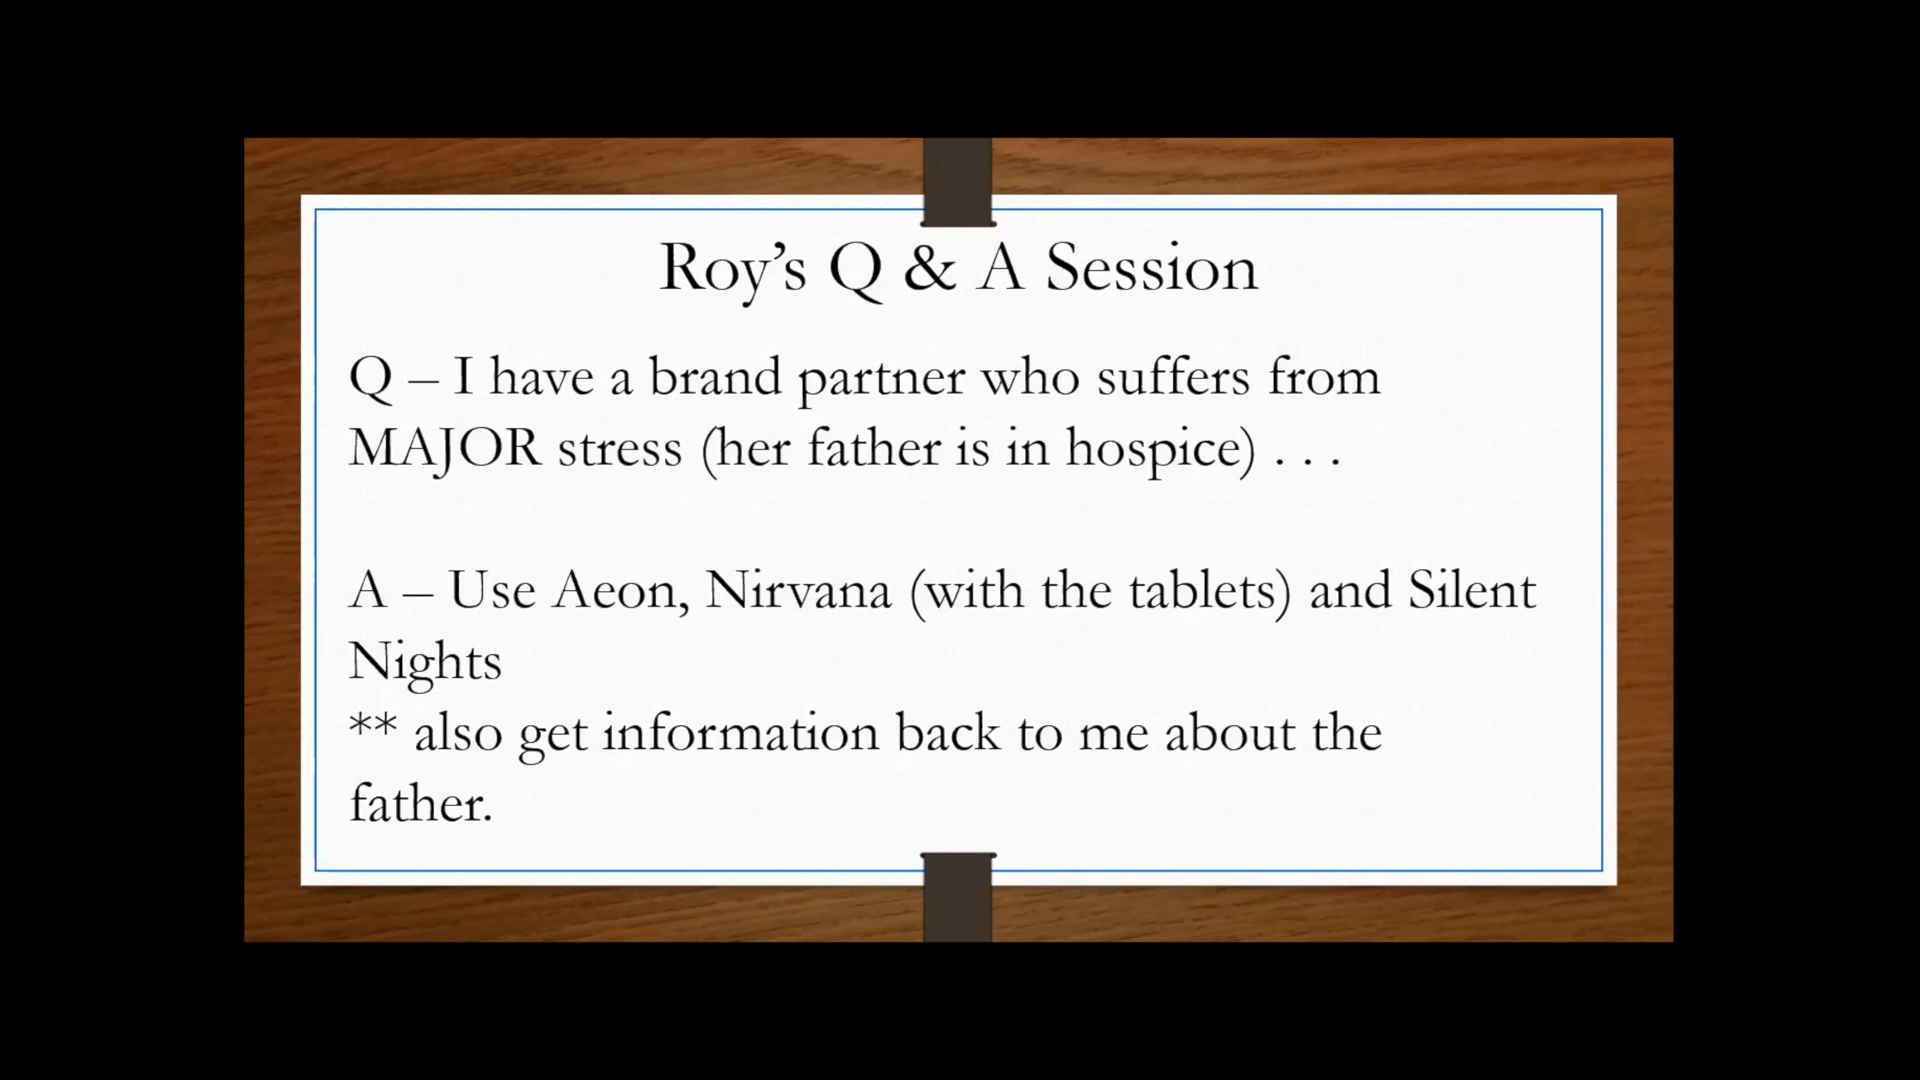 Roy’s Q & A Session
Q – I have a brand partner who suffers from
MAJOR stress (her father is in hospice) . . .
A – Use Aeon, Nirvana (with the tablets) and Silent
Nights
** also get information back to me about the
father.